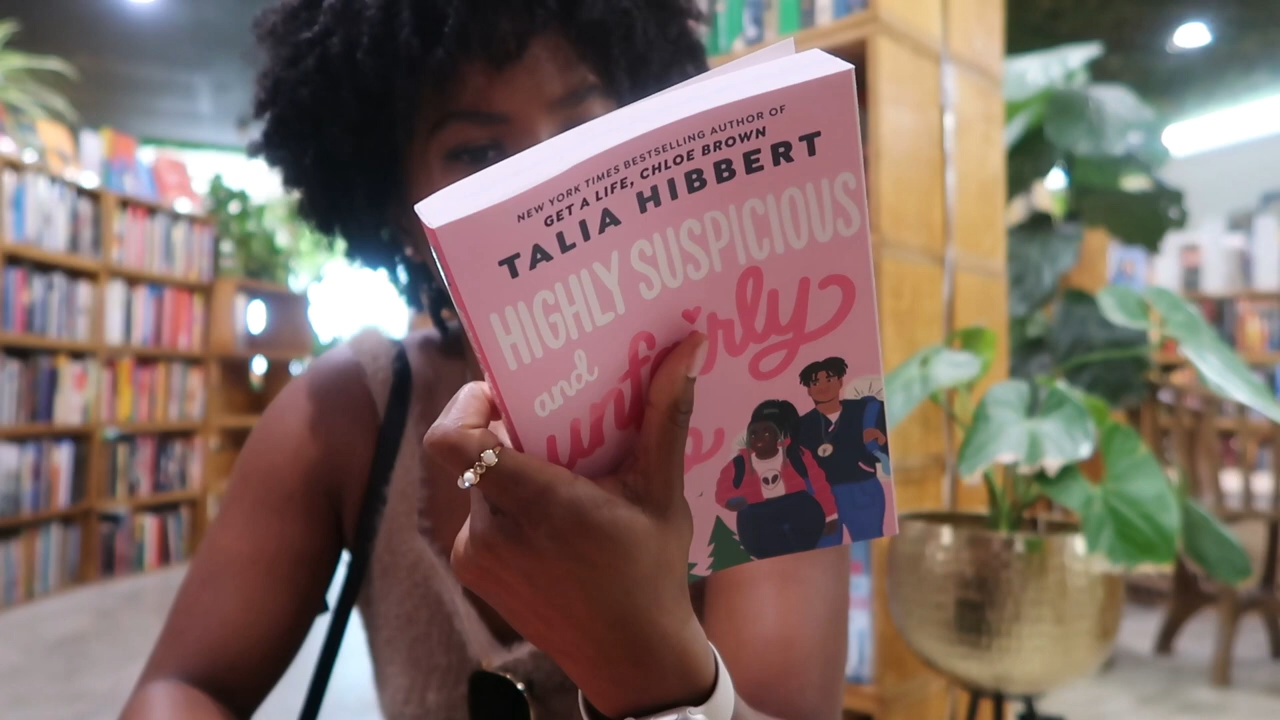 NEW YORK TIMES BESTSELLING AUTHOR OF
GET A LIFE, CHLOE BROWN
TALIA HIBBERT
HIGHLY SUSPICIOUS
and